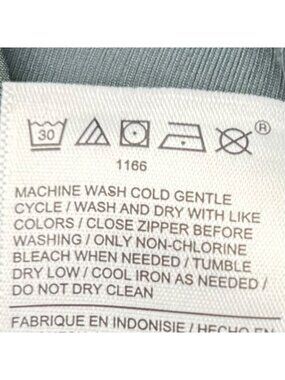 30 ®
1166
MACHINE WASH COLD GENTLE
CYCLE / WASH AND DRY WITH LIKE
COLORS / CLOSE ZIPPER BEFORE
WASHING / ONLY NON-CHLORINE
BLEACH WHEN NEEDED / TUMBLE
DRY LOW / COOL IRON AS NEEDED /
DO NOT DRY CLEAN
FABRIQUE EN INDONISIE / HECHO EN